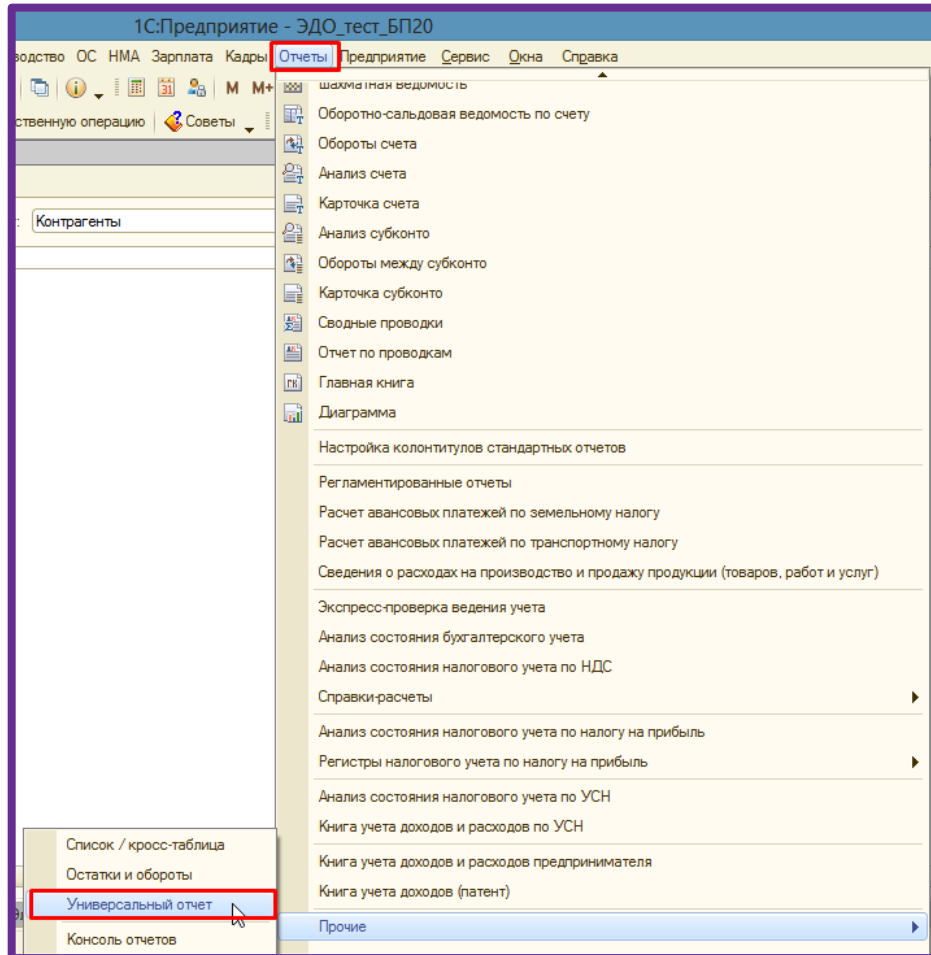 1С:Предприятие - ЭДО_тест_БП20
водство ОС НМА Зарплата Кадры Отчеты Предприятие Сервис Окна Справка
М М+
шахматная ведомость
ственную операцию Советы
Оборотно-сальдовая ведомость по счету
Обороты счета
Анализ счета
Карточка счета
: Контрагенты
Анализ субконто
Обороты между субконто
Карточка субконто
Сводные проводки
Отчет по проводкам
Главная книга
Диаграмма
Настройка колонтитулов стандартных отчетов
Регламентированные отчеты
Расчет авансовых платежей по земельному налогу
Расчет авансовых платежей по транспортному налогу
Сведения о расходах на производство и продажу продукции (товаров, работ и услуг)
Экспресс-проверка ведения учета
Анализ состояния бухгалтерского учета
Анализ состояния налогового учета по НДС
Справки-расчеты
Анализ состояния налогового учета по налогу на прибыль
Регистры налогового учета по налогу на прибыль
Анализ состояния налогового учета по УСН
Книга учета доходов и расходов по УСН
Книга учета доходов и расходов предпринимателя
Книга учета доходов (патент)
Прочие
Список / кросс-таблица
Остатки и обороты
Универсальный отчет
Консоль отчетов